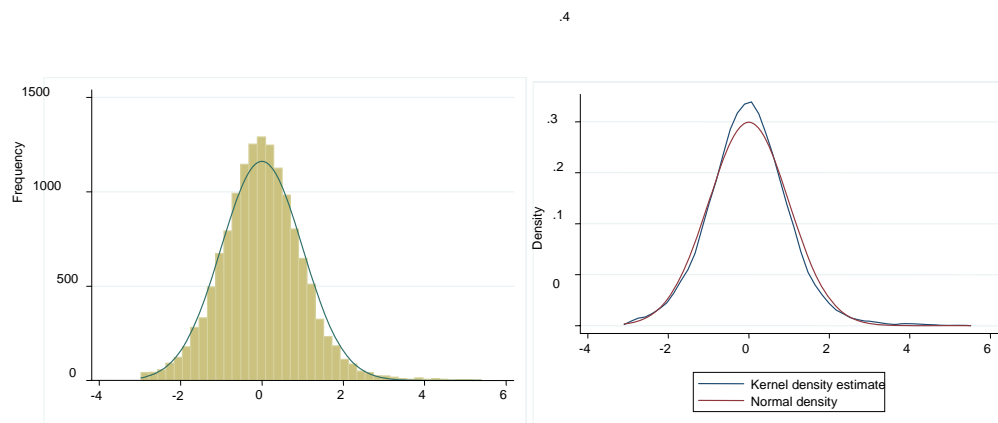 .4
1500
Frequency
1000
500
0
-4 -2 0 2 4 6
.3
.2
.1
Density
0
-4 -2 0 2 4 6
Kernel density estimate
Normal density